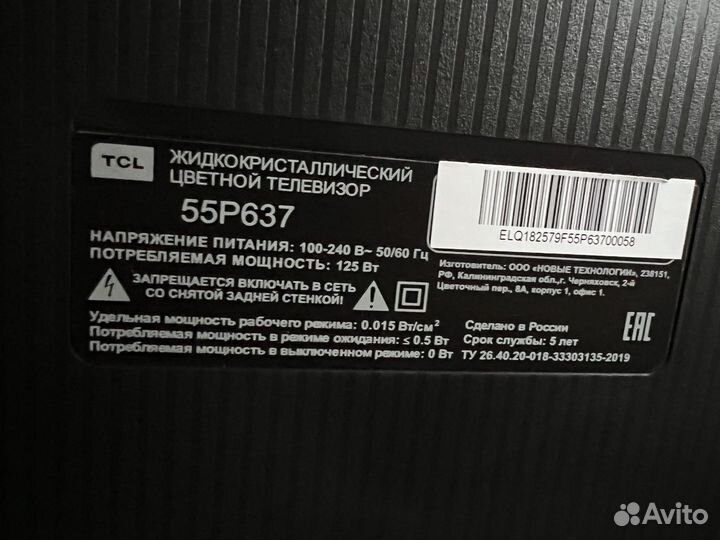 TCL
ЖИДКОКРИСТАЛЛИЧЕСКИЙ
ЦВЕТНОЙ ТЕЛЕВИЗОР
55P637
НАПРЯЖЕНИЕ ПИТАНИЯ: 100-240 В~ 50/60 Гц
ПОТРЕБЛЯЕМАЯ МОЩНОСТЬ: 125 Вт
ELQ182579F55P63700058
Изготовитель: ООО «НОВЫЕ ТЕХНОЛОГИИ», 238151,
РФ, Калининградская обл.,г. Черняховск, 2-й
Цветочный пер., 8А, корпус 1, офис 1.
ЗАПРЕЩАЕТСЯ ВКЛЮЧАТЬ В СЕТЬ
СО СНЯТОЙ ЗАДНЕЙ СТЕНКОЙ!
Удельная мощность рабочего режима: 0.015 Вт/см²
Потребляемая мощность в режиме ожидания: ≤ 0.5 Вт
Потребляемая мощность в выключенном режиме: 0 Вт
Сделано в России
Срок службы: 5 лет
ТУ 26.40.20-018-33303135-2019
EAC
Avito